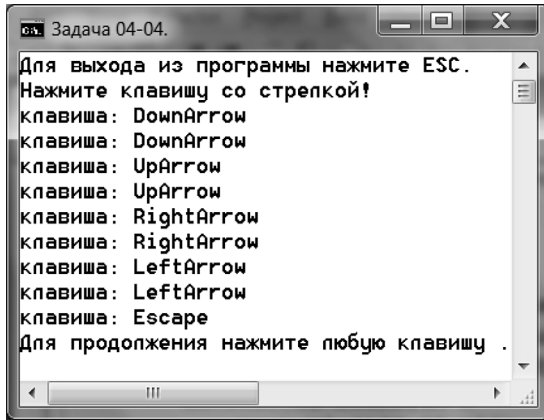 Задача 04-04.
Для выхода из программы нажмите ESC.
Нажмите клавишу со стрелкой!
клавиша: DownArrow
клавиша: DownArrow
клавиша: UpArrow
клавиша: UpArrow
клавиша: RightArrow
клавиша: RightArrow
клавиша: LeftArrow
клавиша: LeftArrow
клавиша: Escape
Для продолжения нажмите любую клавишу .